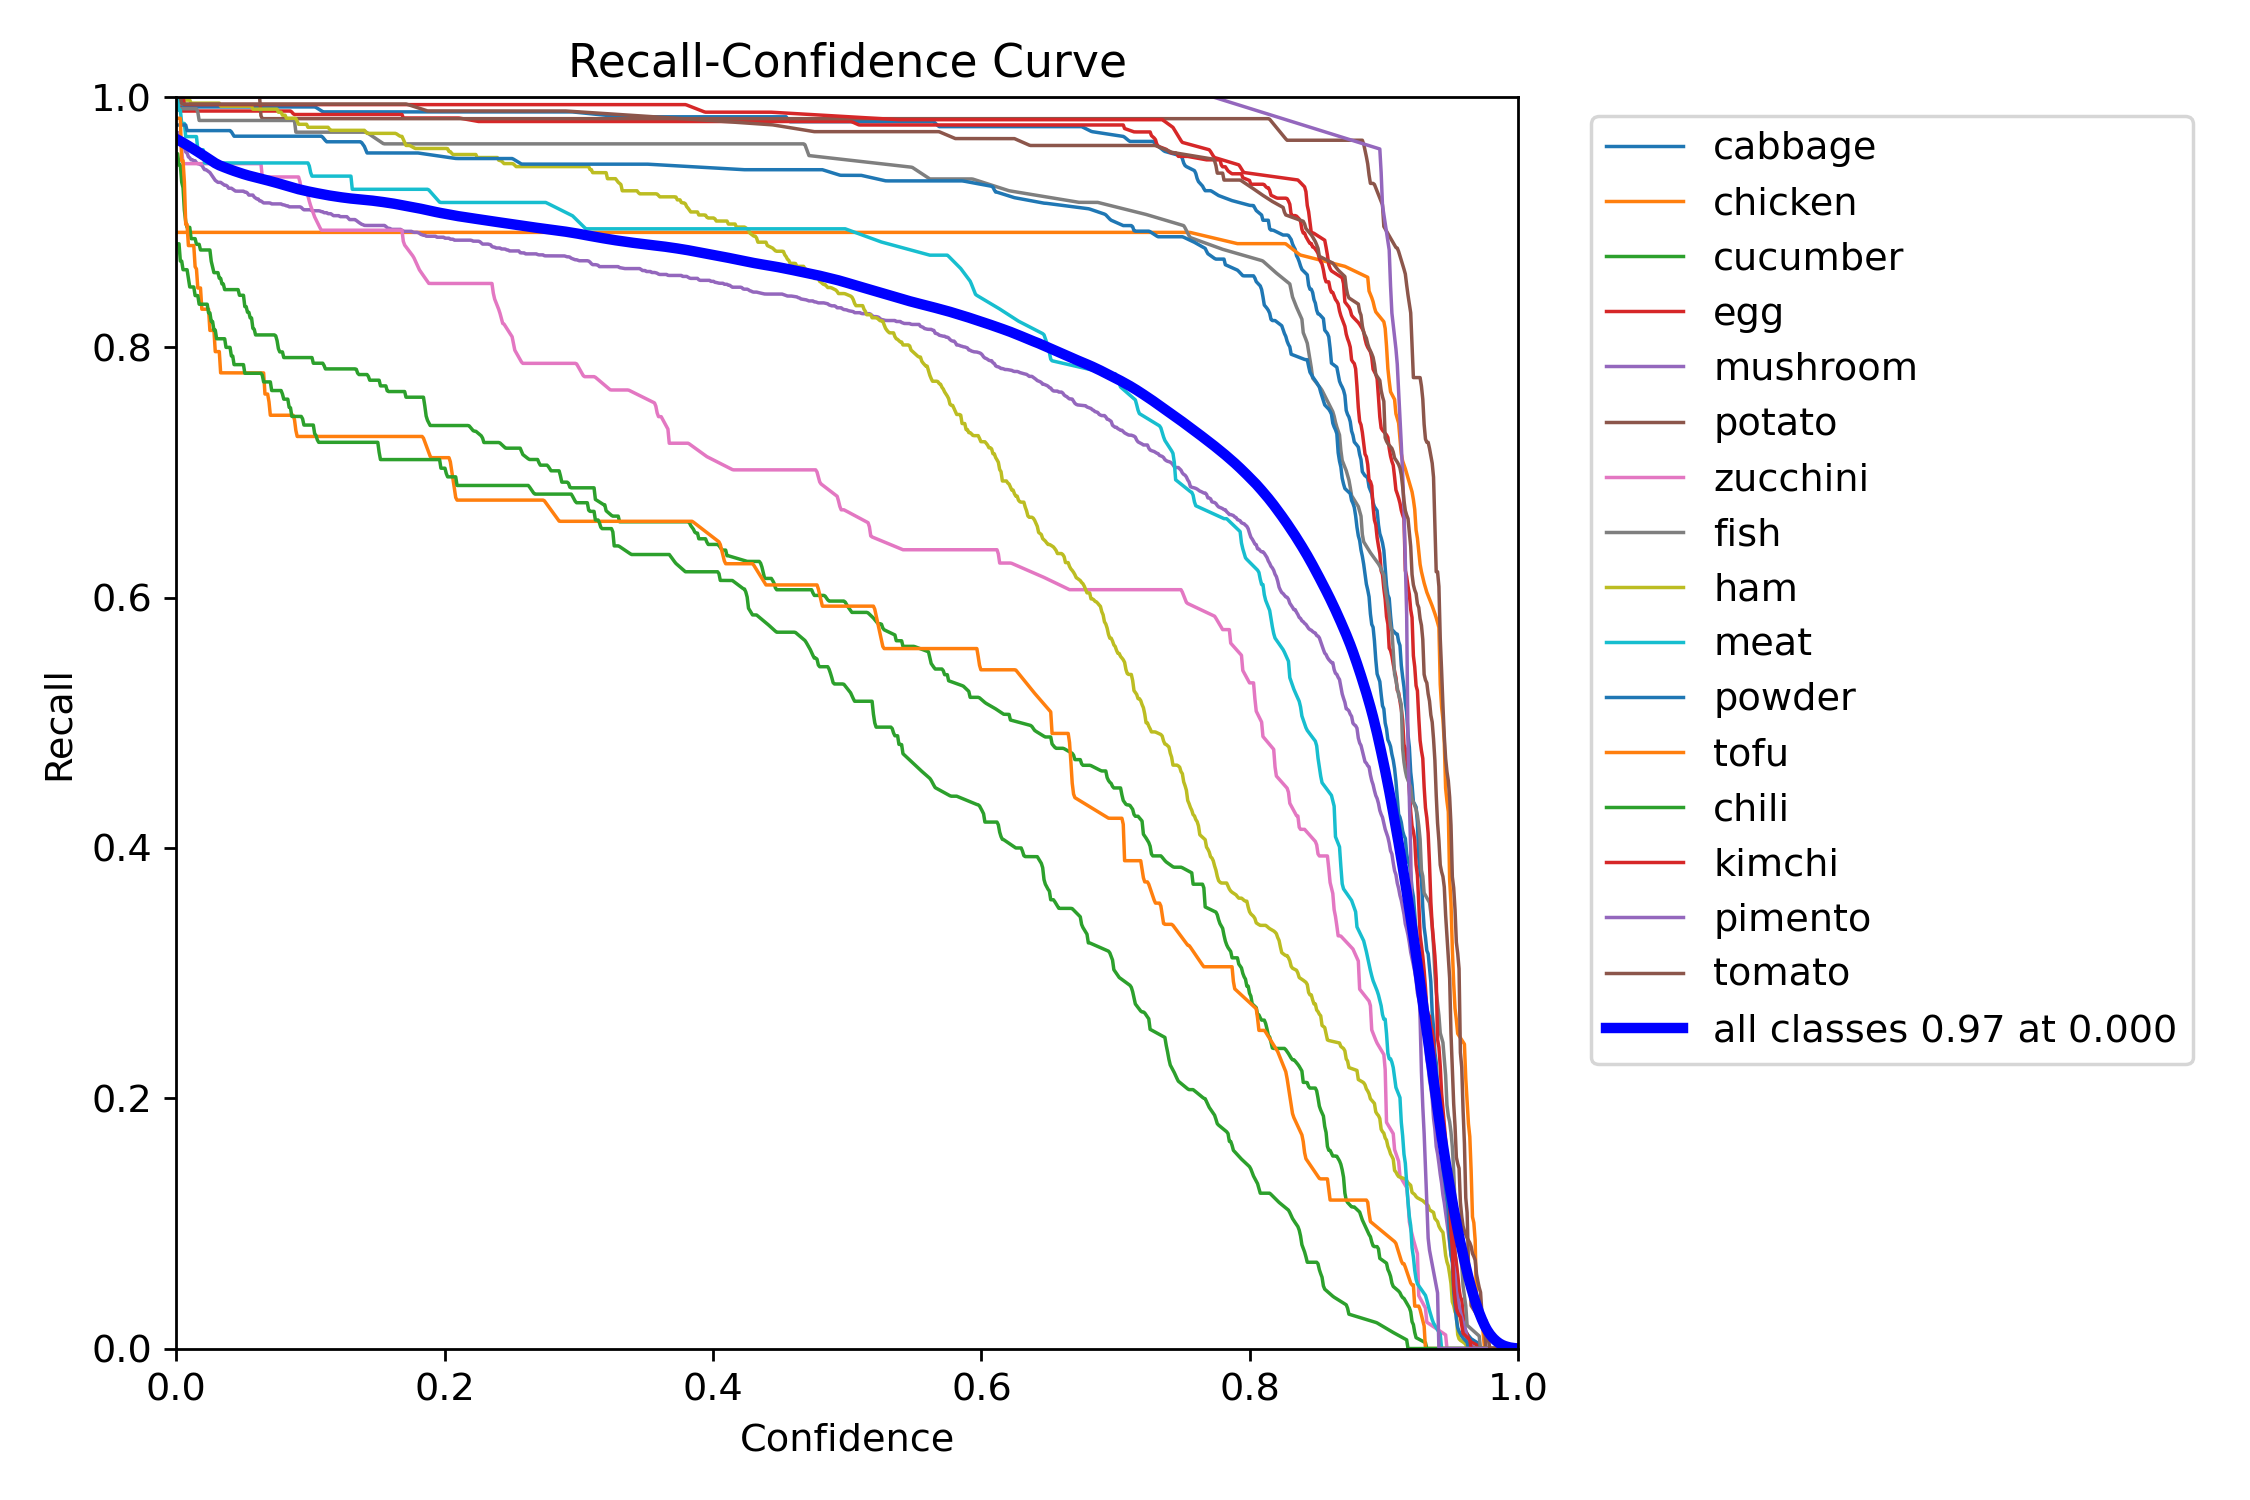 Recall-Confidence Curve
1.0
0.8
0.6
0.4
0.2
0.0
Recall
0.0 0.2 0.4 0.6 0.8 1.0
Confidence
cabbage
chicken
cucumber
egg
mushroom
potato
zucchini
fish
ham
meat
powder
tofu
chili
kimchi
pimento
tomato
all classes 0.97 at 0.000